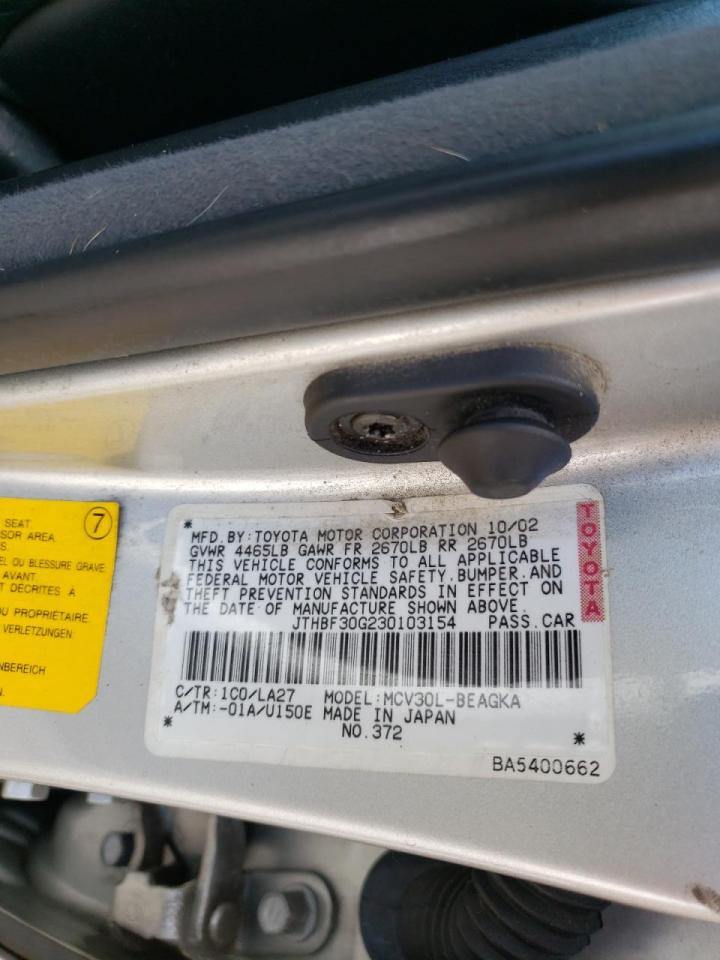 SEAT.
SOR AREA.
S.
EL OU BLESSURE GRAVE
AVANT.
T DÉCRITES À
DU PROPRIÉTAIRE.
VERLETZUNGEN
NBEREICH
7
MFD. BY: TOYOTA MOTOR CORPORATION 10/02
GVWR 4465LB GAWR FR 2670LB RR 2670LB
THIS VEHICLE CONFORMS TO ALL APPLICABLE
FEDERAL MOTOR VEHICLE SAFETY, BUMPER, AND
THEFT PREVENTION STANDARDS IN EFFECT ON
THE DATE OF MANUFACTURE SHOWN ABOVE.
JTHBF30G230103154 PASS. CAR
C/TR: 1C0/LA27 MODEL: MCV30L-BEAGKA
A/TM: -01A/U150E MADE IN JAPAN
NO. 372
BA5400662
TOYOTA